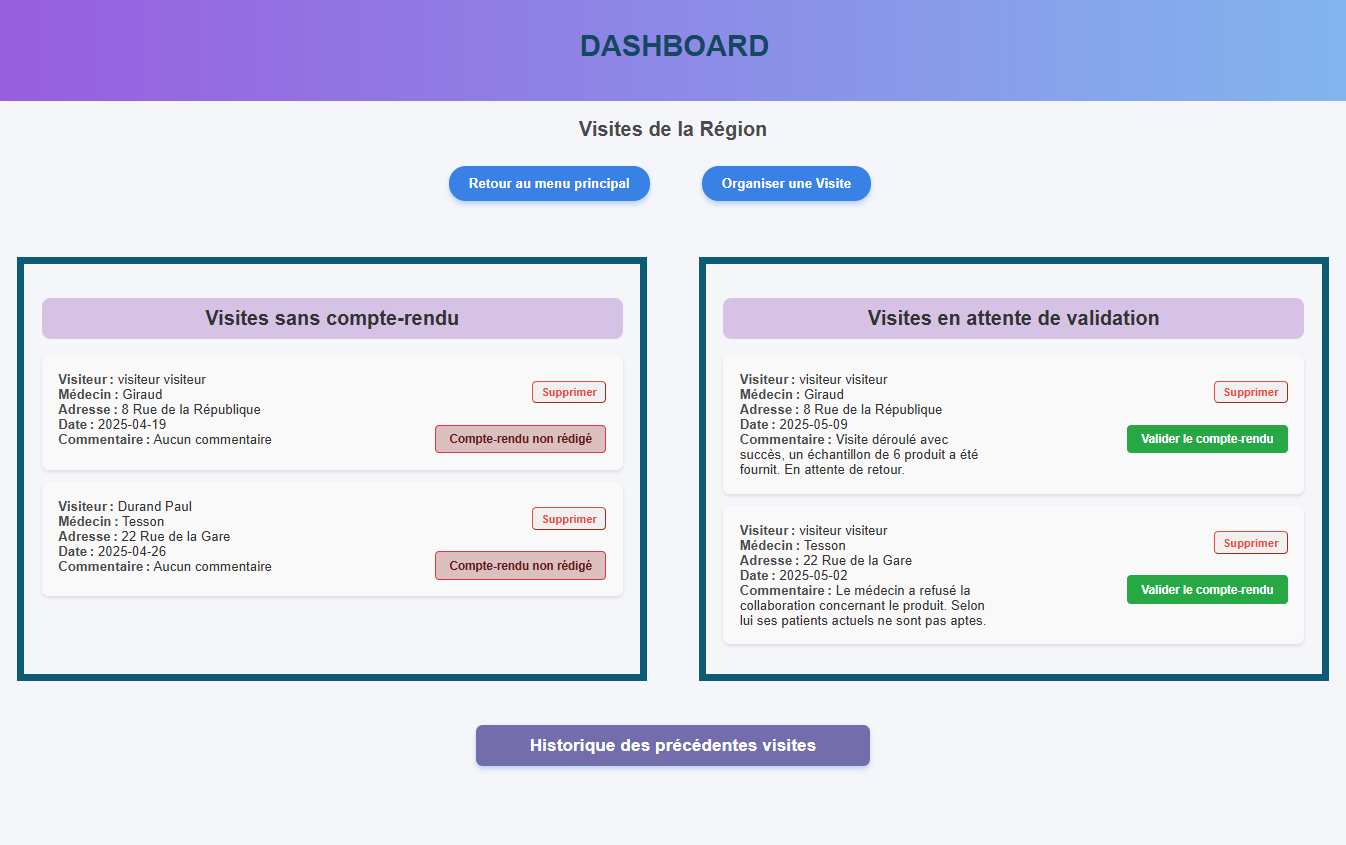 DASHBOARD
Visites de la Région
Retour au menu principal
Organiser une Visite
Visites sans compte-rendu
Visiteur : visiteur visiteur
Médecin : Giraud
Adresse : 8 Rue de la République
Date : 2025-04-19
Commentaire : Aucun commentaire
Supprimer
Compte-rendu non rédigé
Visiteur : Durand Paul
Médecin : Tesson
Adresse : 22 Rue de la Gare
Date : 2025-04-26
Commentaire : Aucun commentaire
Supprimer
Compte-rendu non rédigé
Visites en attente de validation
Visiteur : visiteur visiteur
Médecin : Giraud
Adresse : 8 Rue de la République
Date : 2025-05-09
Commentaire : Visite déroulé avec
succès, un échantillon de 6 produit a été
fournit. En attente de retour.
Supprimer
Valider le compte-rendu
Visiteur : visiteur visiteur
Médecin : Tesson
Adresse : 22 Rue de la Gare
Date : 2025-05-02
Commentaire : Le médecin a refusé la
collaboration concernant le produit. Selon
lui ses patients actuels ne sont pas aptes.
Supprimer
Valider le compte-rendu
Historique des précédentes visites